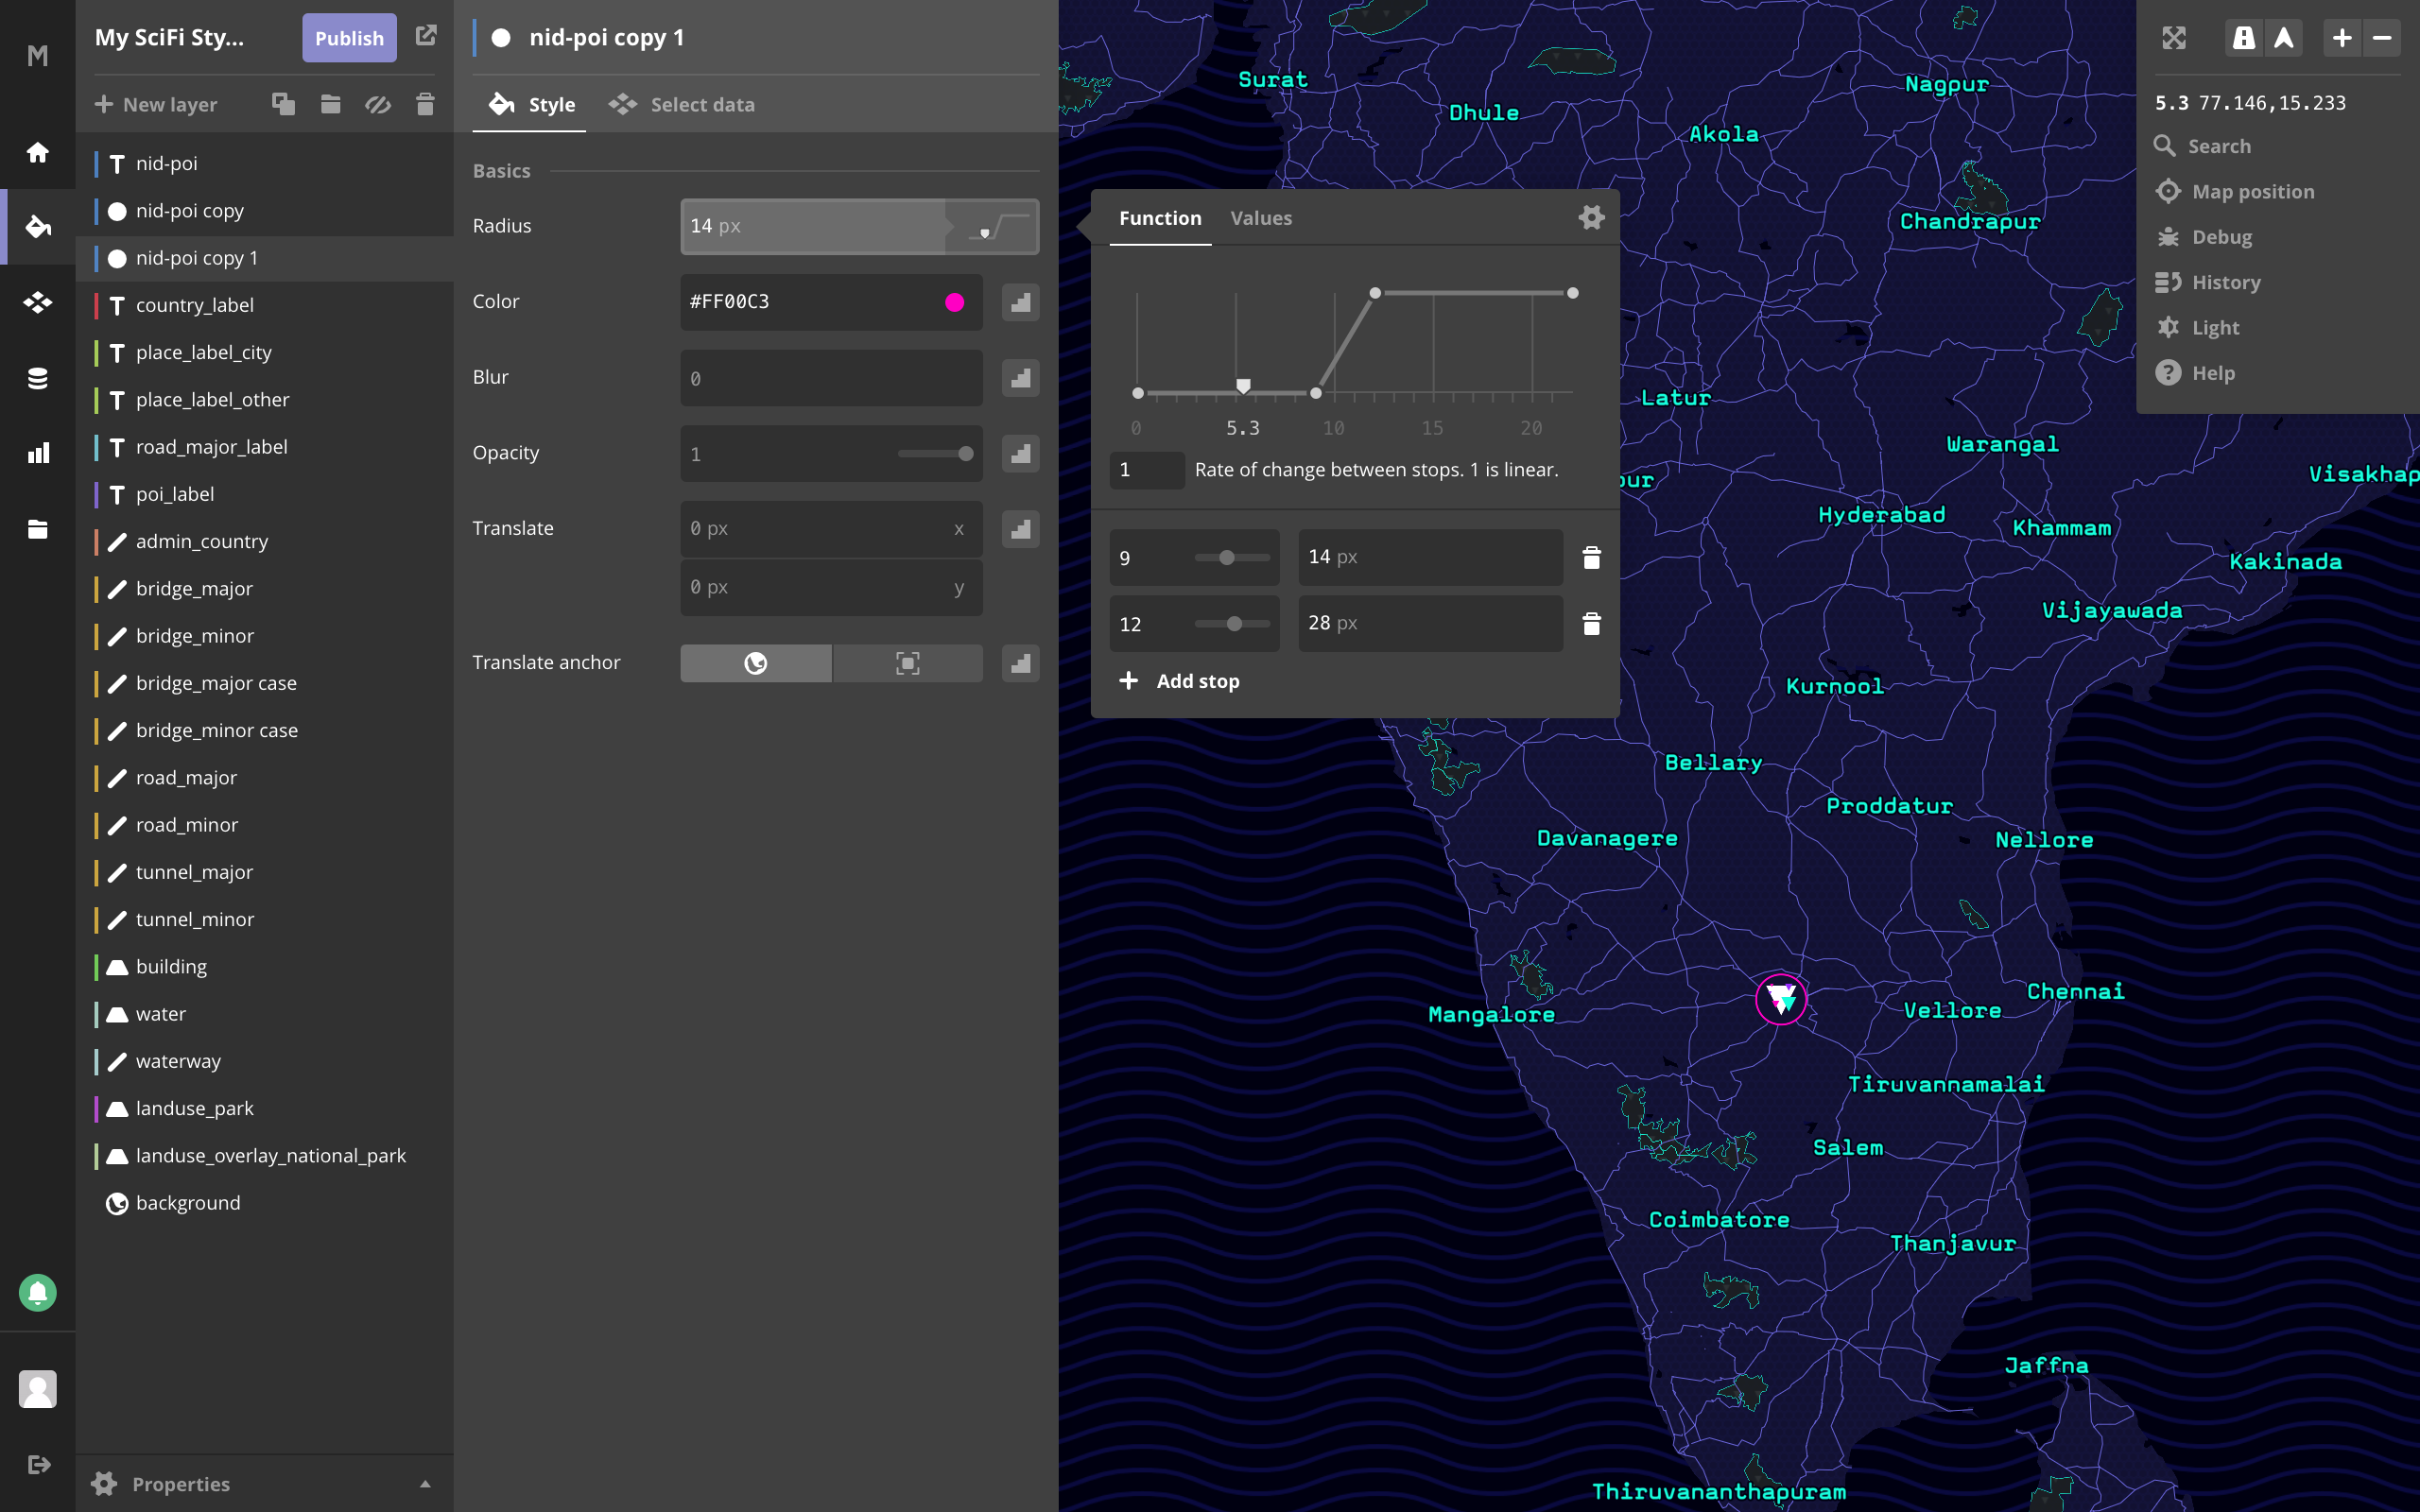 M
My SciFi Sty...
Publish
New layer
nid-poi
nid-poi copy
nid-poi copy 1
country_label
place_label_city
place_label_other
road_major_label
poi_label
admin_country
bridge_major
bridge_minor
bridge_major case
bridge_minor case
road_major
road_minor
tunnel_major
tunnel_minor
building
water
waterway
landuse_park
landuse_overlay_national_park
background
Properties
nid-poi copy 1
Style Select data
Basics
Radius 14 px
Color #FF00C3
Blur 0
Opacity 1
Translate 0 px x
0 px y
Translate anchor
Function Values
0 5.3 10 15 20
1 Rate of change between stops. 1 is linear.
9 14 px
12 28 px
Add stop
5.3 77.146,15.233
Search
Map position
Debug
History
Light
Help
Surat
Nagpur
Dhule
Akola
Chandrapur
Latur
Warangal
Visakhap
pur
Hyderabad
Khammam
Kakinada
Vijayawada
Kurnool
Bellary
Proddatur
Davanagere
Nellore
Chennai
Mangalore
Vellore
Tiruvannamalai
Salem
Coimbatore
Thanjavur
Jaffna
Thiruvananthapuram